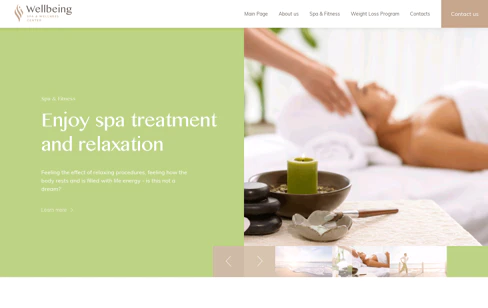 Wellbeing
SPA & WELLNESS
CENTER
Main Page
About us
Spa & Fitness
Weight Loss Program
Contacts
Contact us
Spa & Fitness
Enjoy spa treatment
and relaxation
Feeling the effect of relaxing procedures, feeling how the
body rests and is filled with life energy - is this not a
dream?
Learn more